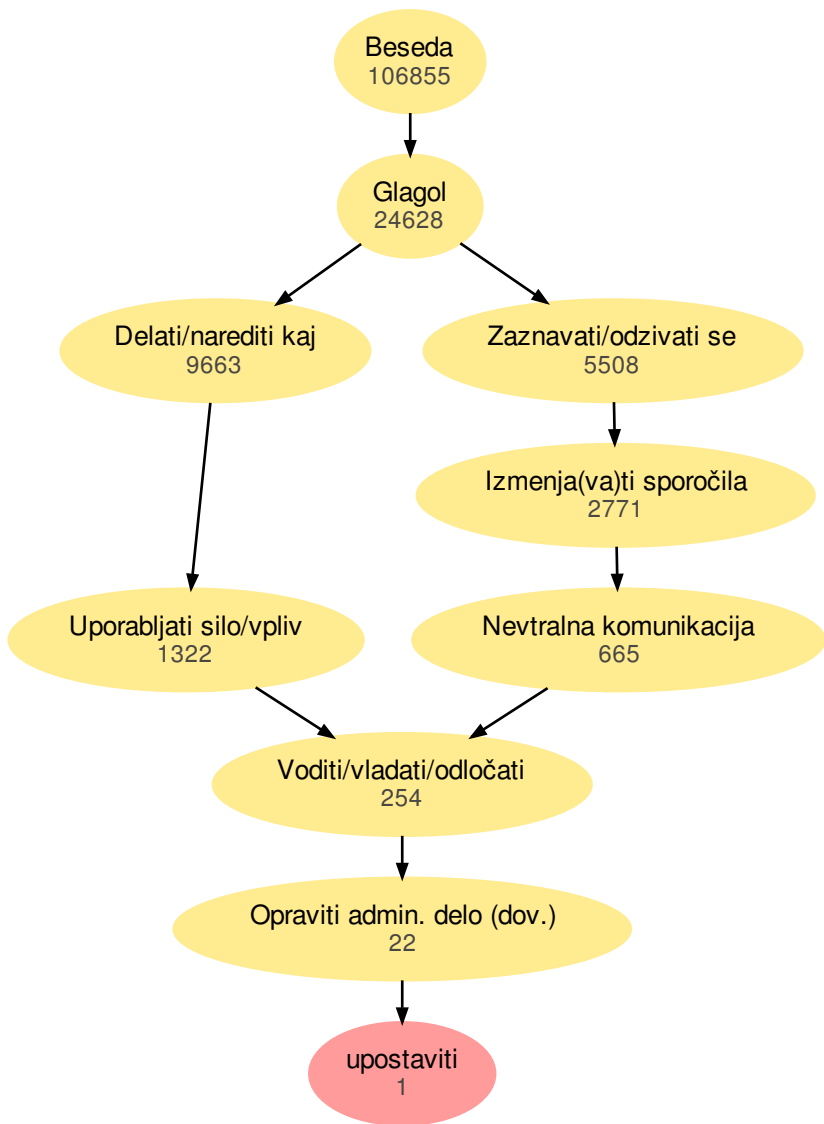 Beseda
106855
Glagol
24628
Delati/narediti kaj
9663
Zaznavati/odzivati se
5508
Izmenja(va)ti sporočila
2771
Uporabljati silo/vpliv
1322
Nevtralna komunikacija
665
Voditi/vladati/odločati
254
Opraviti admin. delo (dov.)
22
upostaviti
1